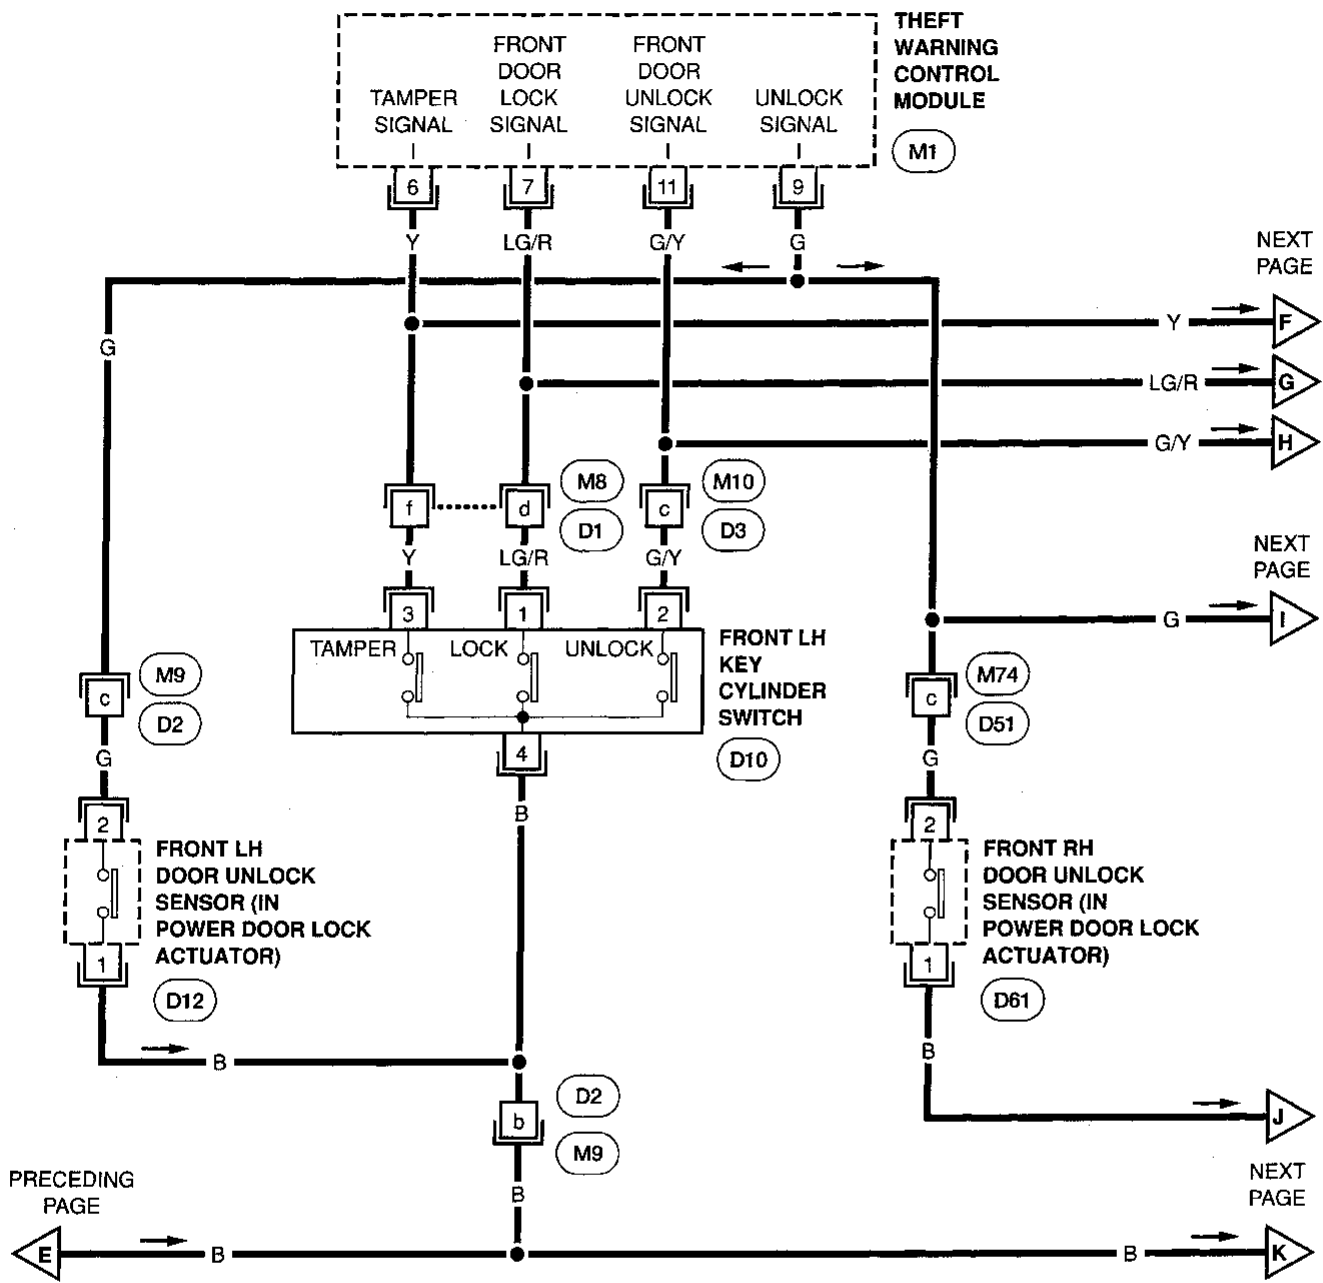 THEFT
WARNING
CONTROL
MODULE
M1
FRONT
DOOR
LOCK
SIGNAL
FRONT
DOOR
UNLOCK
SIGNAL
TAMPER
SIGNAL
UNLOCK
SIGNAL
6
7
11
9
Y
LG/R
G/Y
G
NEXT
PAGE
Y
F
G
LG/R
G
G/Y
H
f
d
M8
D1
c
M10
D3
Y
LG/R
G/Y
NEXT
PAGE
G
I
3
1
2
TAMPER
LOCK
UNLOCK
FRONT LH
KEY
CYLINDER
SWITCH
D10
4
c
M9
D2
c
M74
D51
G
B
G
2
FRONT LH
DOOR UNLOCK
SENSOR (IN
POWER DOOR LOCK
ACTUATOR)
1
D12
2
FRONT RH
DOOR UNLOCK
SENSOR (IN
POWER DOOR LOCK
ACTUATOR)
1
D61
B
B
b
D2
M9
J
PRECEDING
PAGE
B
NEXT
PAGE
E
B
B
K